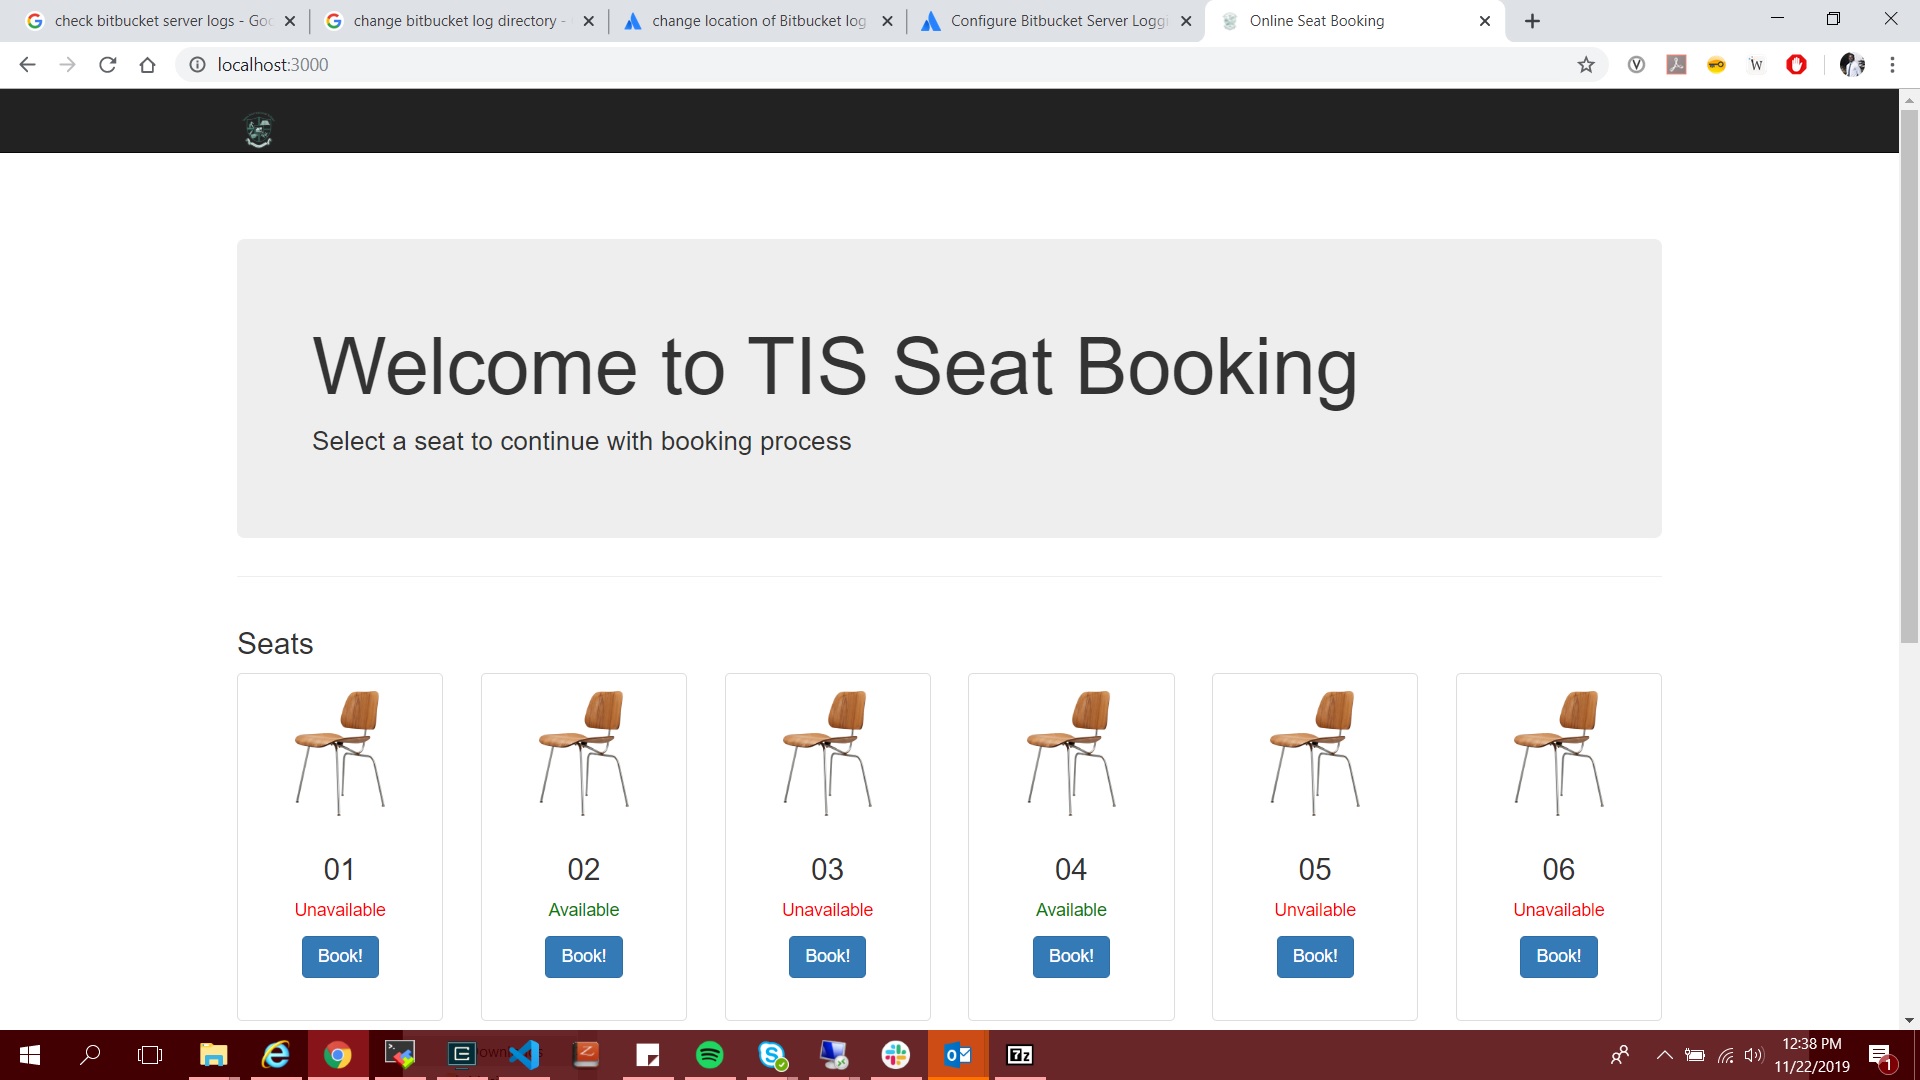 check bitbucket server logs - Goo
change bitbucket log directory -
change location of Bitbucket log
Configure Bitbucket Server Loggi
Online Seat Booking
localhost:3000
Welcome to TIS Seat Booking
Select a seat to continue with booking process
Seats
01 02 03 04 05 06
Unavailable Available Unavailable Available Unvailable Unavailable
Book! Book! Book! Book! Book! Book!
12:38 PM
11/22/2019
1